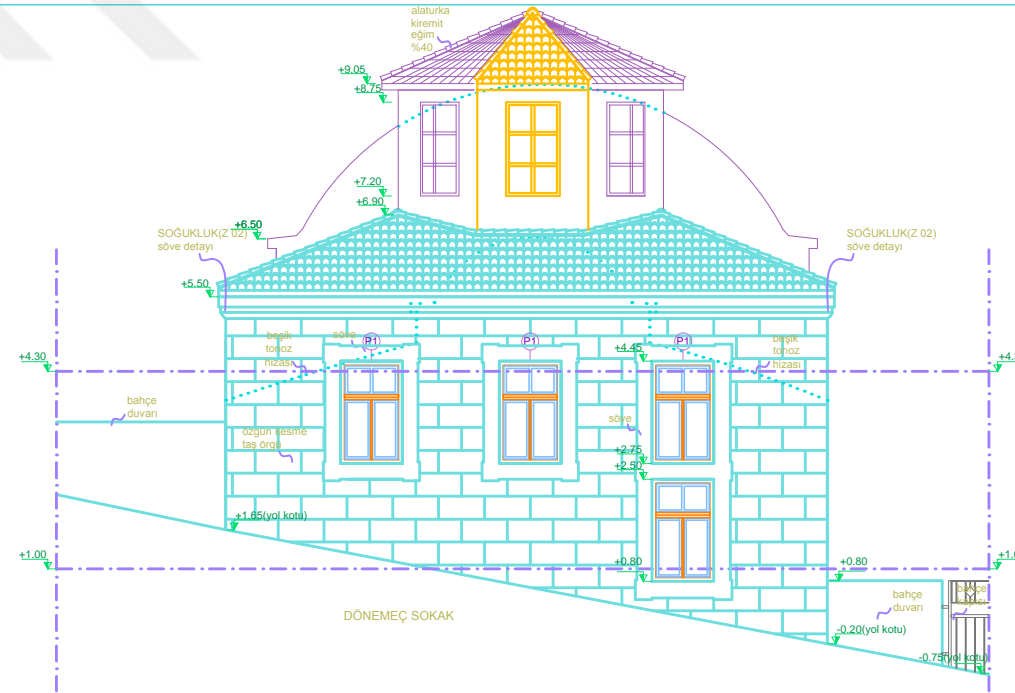 alaturka
kiremit
eğim
%40
+9.05
+8.75
+7.20
+6.90
+6.50
SOĞUKLUK(Z 02)
söve detayı
SOĞUKLUK(Z 02)
söve detayı
+5.50
beşik
tonoz
hizası
söve
P1
P1
P1
+4.45
beşik
tonoz
hizası
+4.30
bahçe
duvarı
özgün kesme
taş örgü
söve
+2.75
+2.50
+1.65(yol kotu)
+1.00
+0.80
+0.80
DÖNEMEÇ SOKAK
bahçe
duvarı
bahçe
kapısı
-0.20(yol kotu)
-0.75(yol kotu)